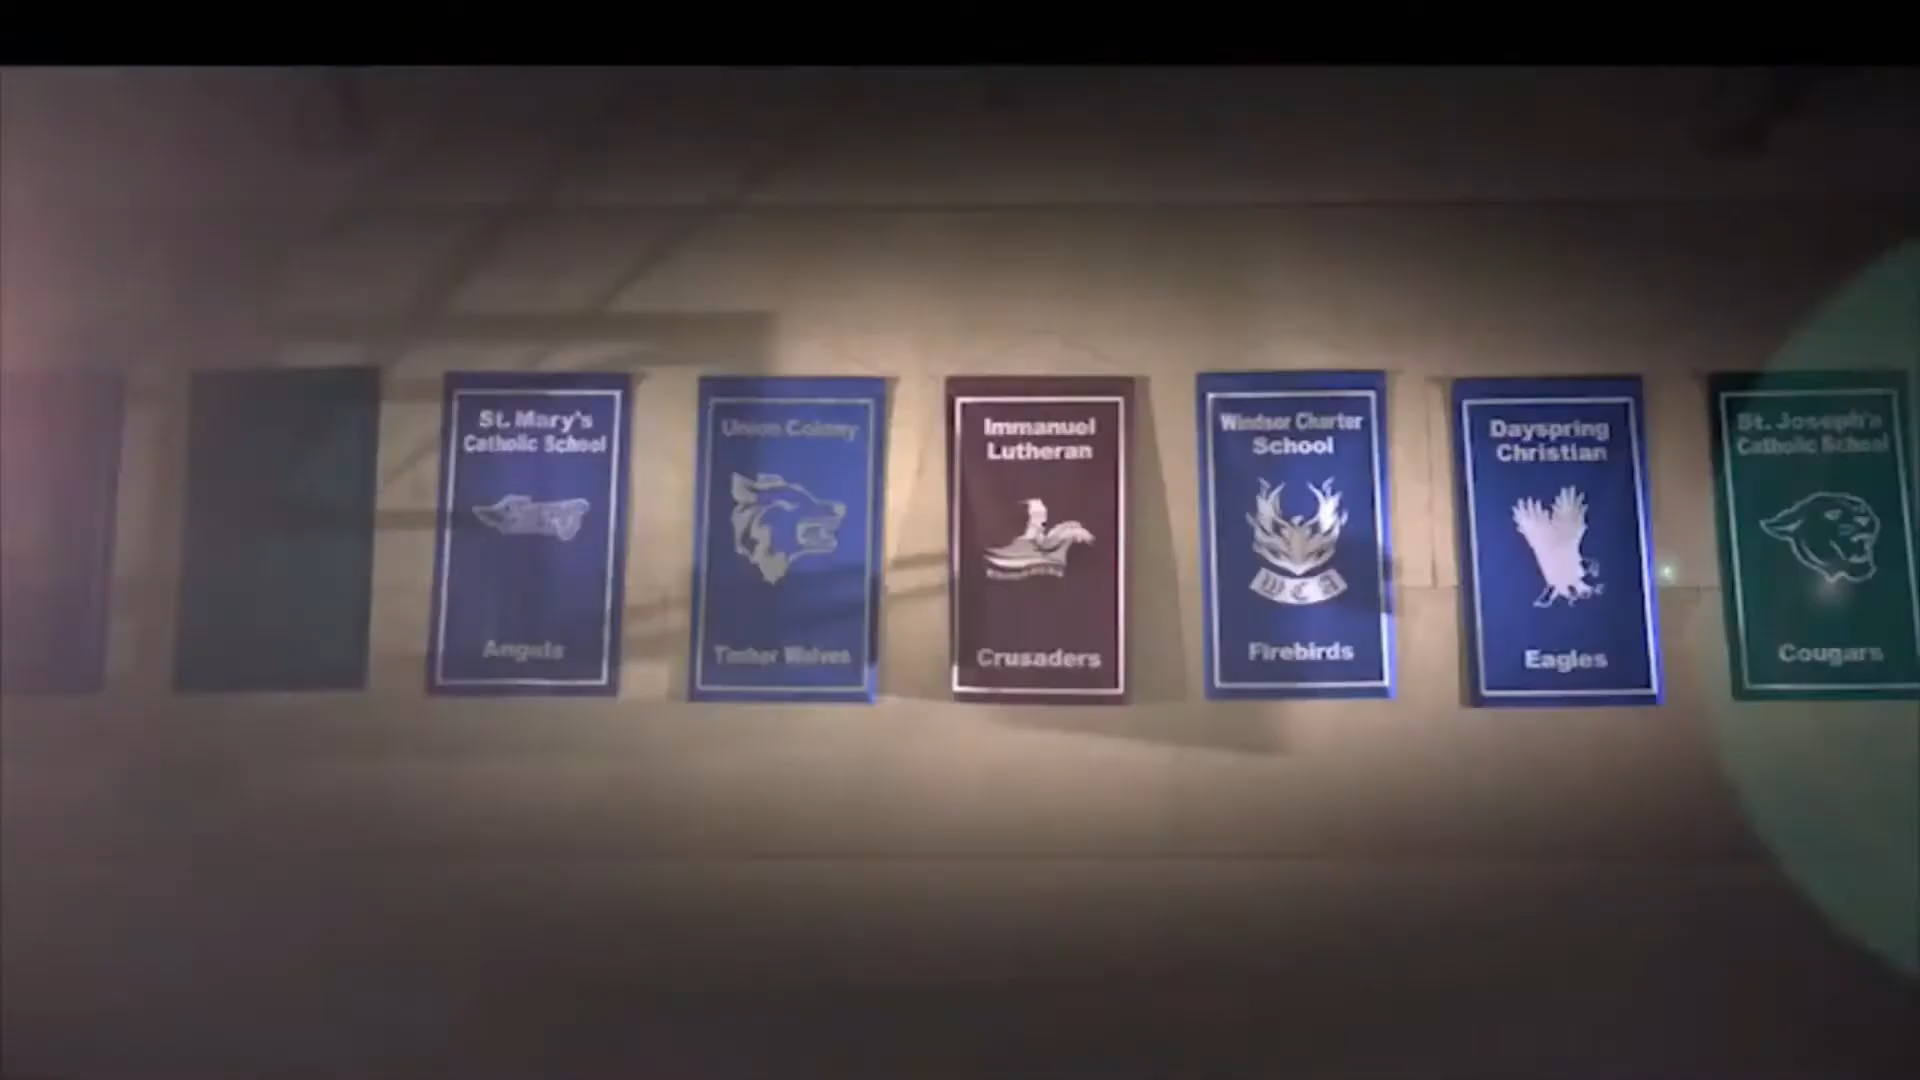 St. Mary's
Catholic School
Angels
Union Colony
Timber Wolves
Immanuel
Lutheran
Crusaders
Windsor Charter
School
WCA
Firebirds
Dayspring
Christian
Eagles
St. Joseph's
Catholic School
Cougars